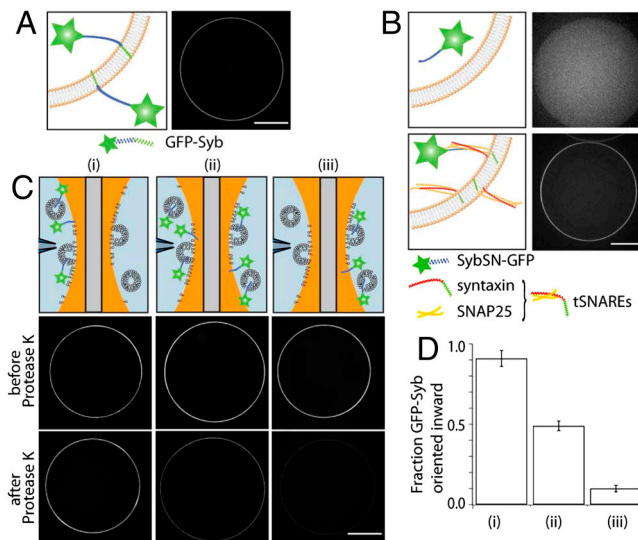 A
GFP-Syb
B
SybSN-GFP
syntaxin
SNAP25
tSNAREs
C
(i) (ii) (iii)
before
Protease K
after
Protease K
D
Fraction GFP-Syb
oriented inward
1.0
0.5
0.0
(i) (ii) (iii)